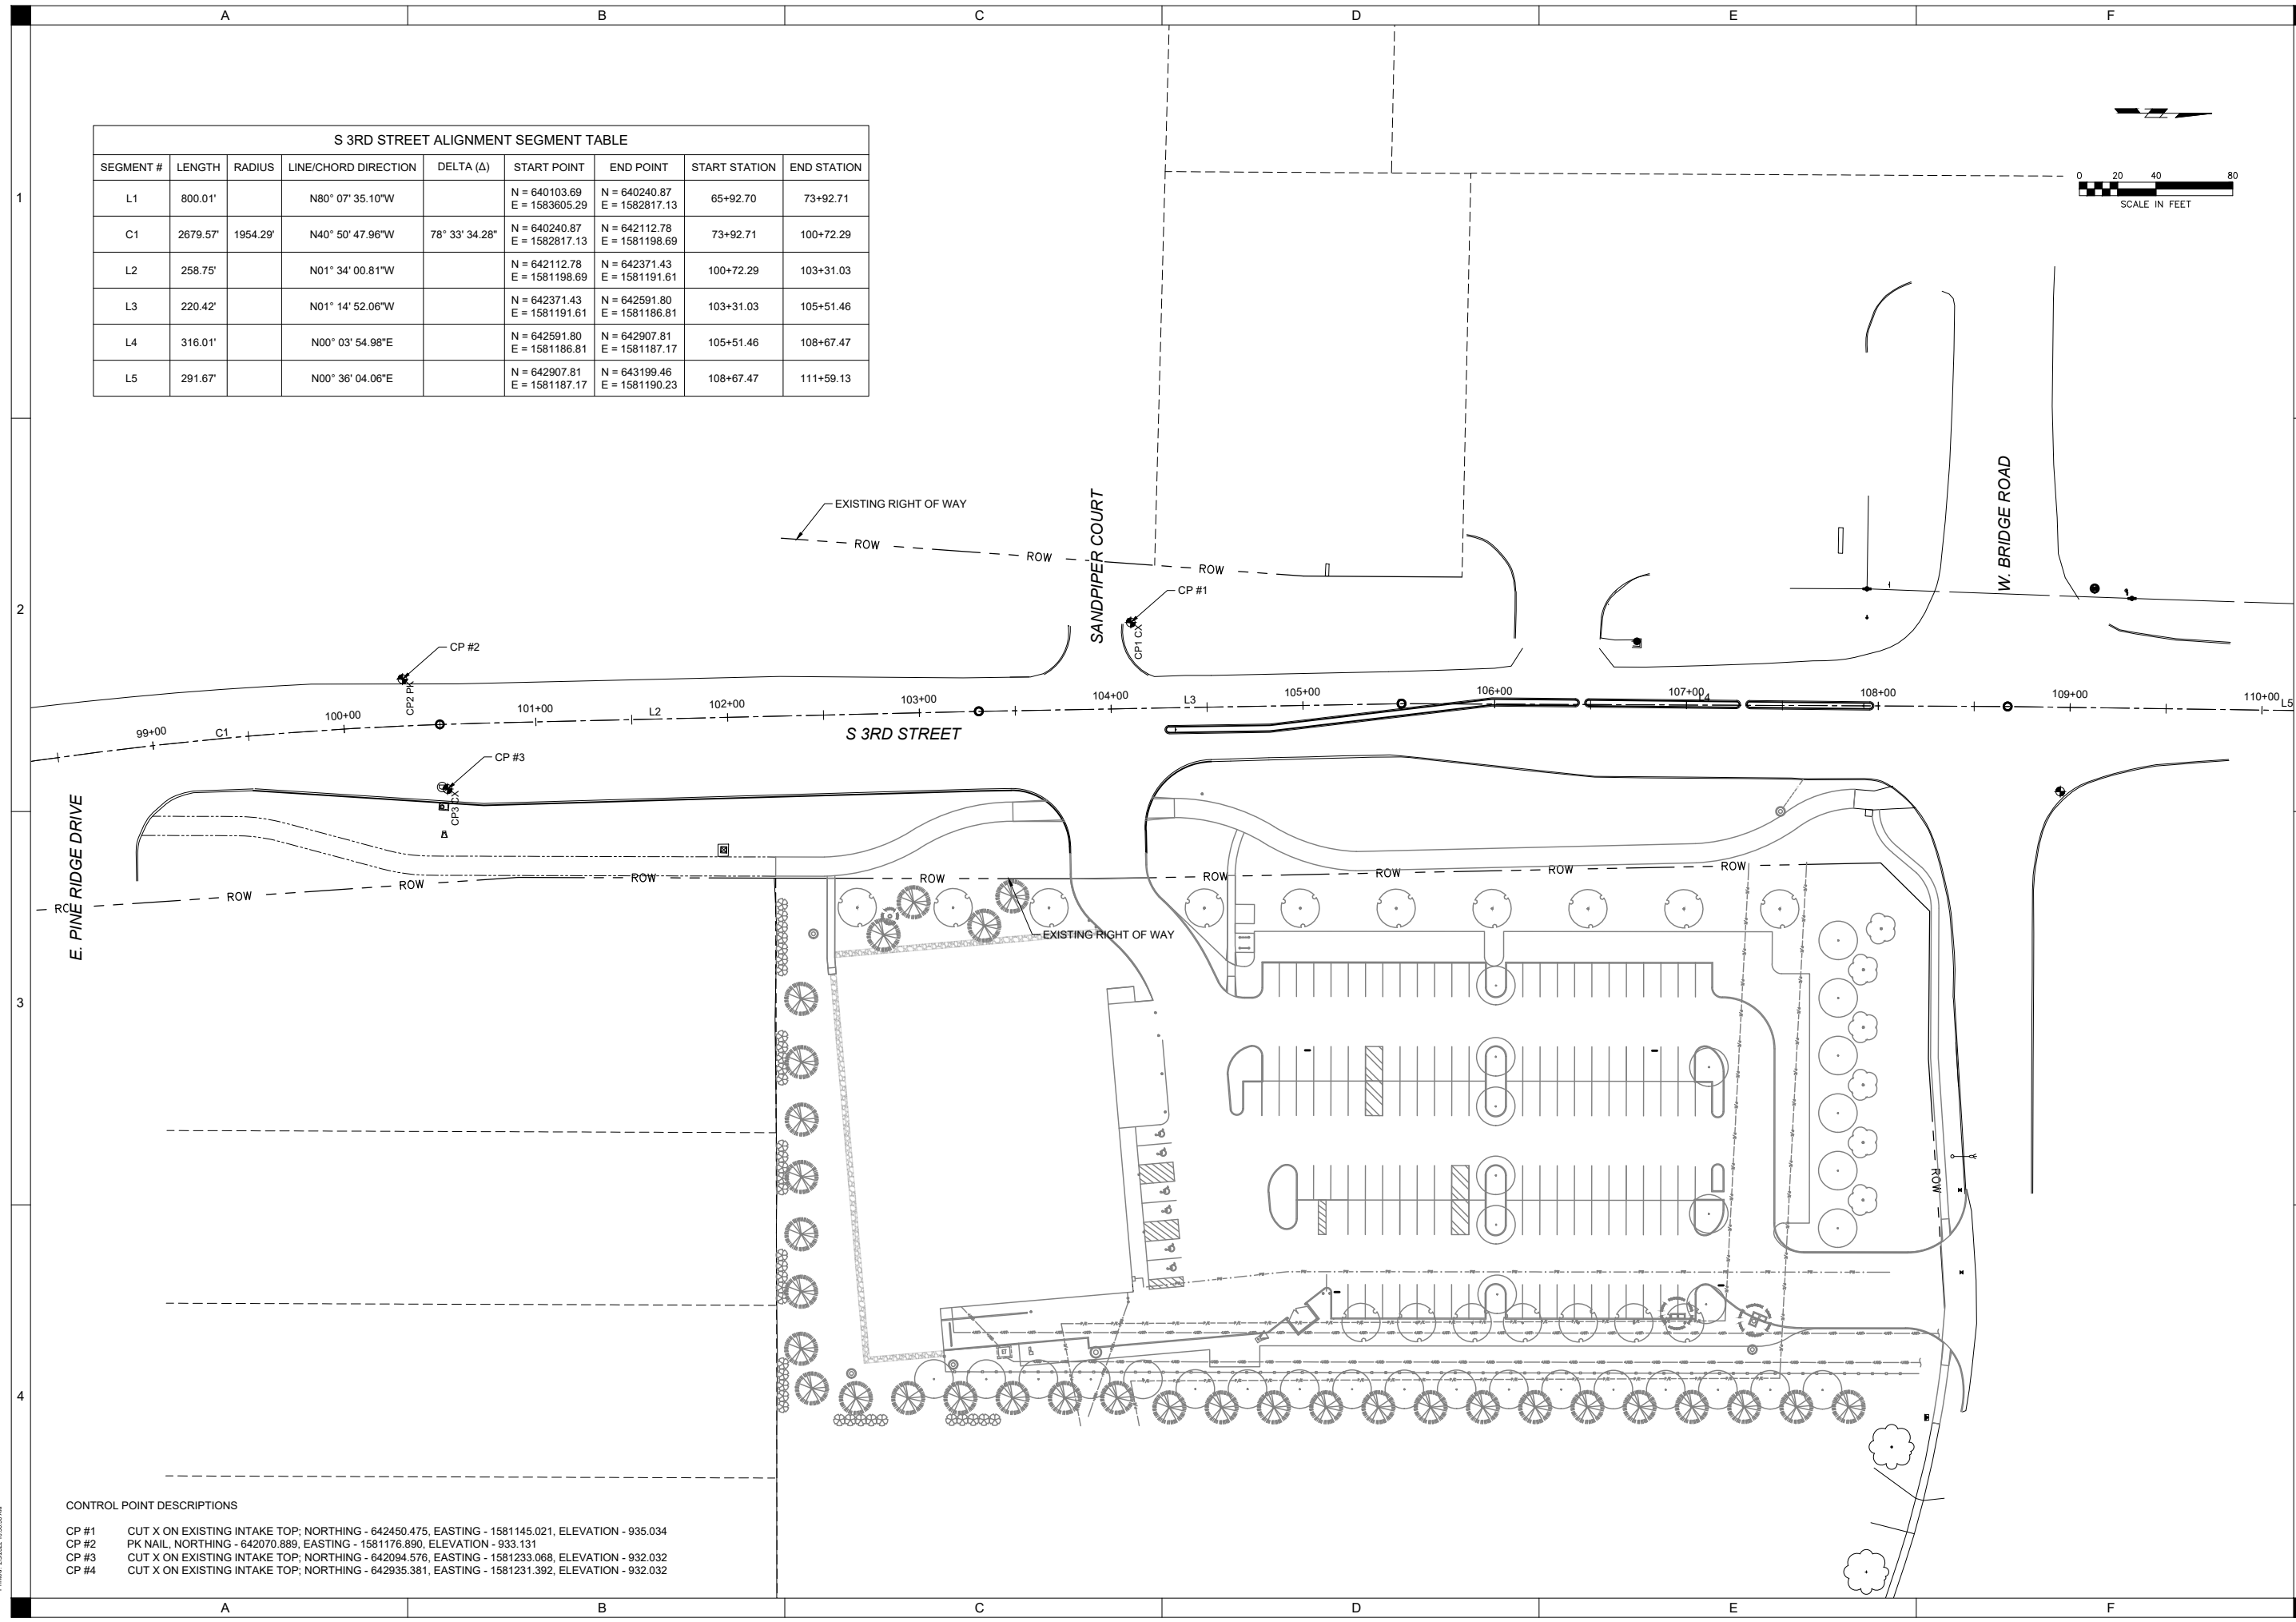 A B C D E F
1
2
3
4
S 3RD STREET ALIGNMENT SEGMENT TABLE
SEGMENT # LENGTH RADIUS LINE/CHORD DIRECTION DELTA (Δ) START POINT END POINT START STATION END STATION
L1 800.01' N80° 07' 35.10"W N = 640103.69 E = 1583605.29 N = 640240.87 E = 1582817.13 65+92.70 73+92.71
C1 2679.57' 1954.29' N40° 50' 47.96"W 78° 33' 34.28" N = 640240.87 E = 1582817.13 N = 642112.78 E = 1581198.69 73+92.71 100+72.29
L2 258.75' N01° 34' 00.81"W N = 642112.78 E = 1581198.69 N = 642371.43 E = 1581191.61 100+72.29 103+31.03
L3 220.42' N01° 14' 52.06"W N = 642371.43 E = 1581191.61 N = 642591.80 E = 1581186.81 103+31.03 105+51.46
L4 316.01' N00° 03' 54.98"E N = 642591.80 E = 1581186.81 N = 642907.81 E = 1581187.17 105+51.46 108+67.47
L5 291.67' N00° 36' 04.06"E N = 642907.81 E = 1581187.17 N = 643199.46 E = 1581190.23 108+67.47 111+59.13
0 20 40 80
SCALE IN FEET
EXISTING RIGHT OF WAY
ROW ROW ROW
SANDPIPER COURT
W. BRIDGE ROAD
CP #1
CP1 CX
CP #2
CP2 PK
99+00 C1 100+00 101+00 L2 102+00 103+00 104+00 L3 105+00 106+00 107+00 L4 108+00 109+00 110+00 L5
S 3RD STREET
CP #3
CP3 CX
E. PINE RIDGE DRIVE
ROW ROW ROW ROW ROW ROW ROW ROW
EXISTING RIGHT OF WAY
ROW
CONTROL POINT DESCRIPTIONS
CP #1 CUT X ON EXISTING INTAKE TOP; NORTHING - 642450.475, EASTING - 1581145.021, ELEVATION - 935.034
CP #2 PK NAIL, NORTHING - 642070.889, EASTING - 1581176.890, ELEVATION - 933.131
CP #3 CUT X ON EXISTING INTAKE TOP; NORTHING - 642094.576, EASTING - 1581233.068, ELEVATION - 932.032
CP #4 CUT X ON EXISTING INTAKE TOP; NORTHING - 642935.381, EASTING - 1581231.392, ELEVATION - 932.032
A B C D E F